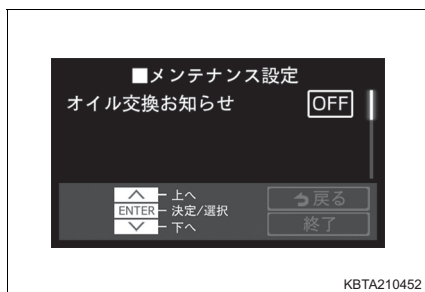 ■メンテナンス設定
オイル交換お知らせ OFF
上へ
ENTER 決定/選択
下へ
戻る
終了
KBTA210452